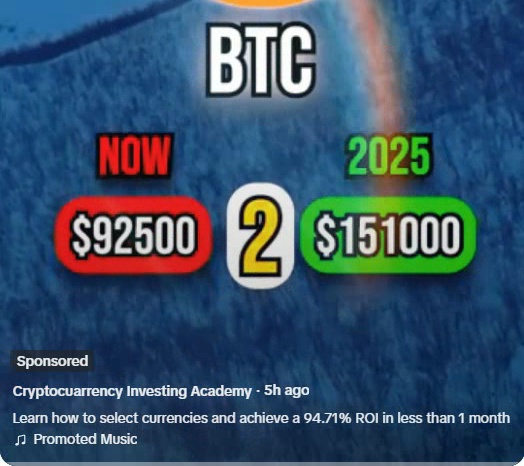 BTC
NOW 2025
$92500 2 $151000
Sponsored
Cryptocuarrency Investing Academy · 5h ago
Learn how to select currencies and achieve a 94.71% ROI in less than 1 month
♫ Promoted Music